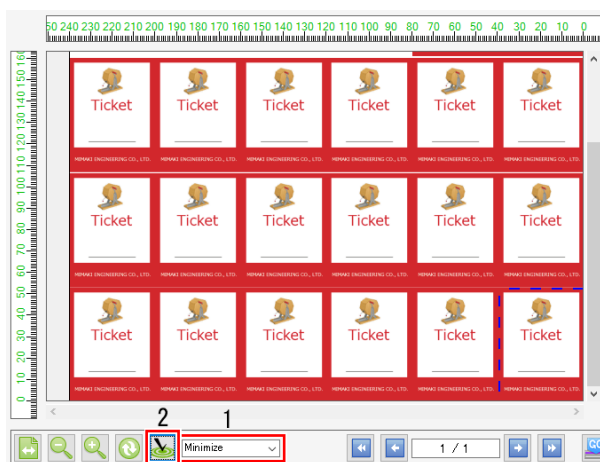 50 240 230 220 210 200 190 180 170 160 150 140 130 120 110 100 90 80 70 60 50 40 30 20 10 0
16 150 140 130 120 110 100 90 80 70 60 50 40 30 20 10 0
Ticket Ticket Ticket Ticket Ticket Ticket
MIMAKI ENGINEERING CO., LTD. MIMAKI ENGINEERING CO., LTD. MIMAKI ENGINEERING CO., LTD. MIMAKI ENGINEERING CO., LTD. MIMAKI ENGINEERING CO., LTD. MIMAKI ENGINEERING CO., LTD.
Ticket Ticket Ticket Ticket Ticket Ticket
MIMAKI ENGINEERING CO., LTD. MIMAKI ENGINEERING CO., LTD. MIMAKI ENGINEERING CO., LTD. MIMAKI ENGINEERING CO., LTD. MIMAKI ENGINEERING CO., LTD. MIMAKI ENGINEERING CO., LTD.
Ticket Ticket Ticket Ticket Ticket Ticket
MIMAKI ENGINEERING CO., LTD. MIMAKI ENGINEERING CO., LTD. MIMAKI ENGINEERING CO., LTD. MIMAKI ENGINEERING CO., LTD. MIMAKI ENGINEERING CO., LTD. MIMAKI ENGINEERING CO., LTD.
2 1
Minimize 1 / 1